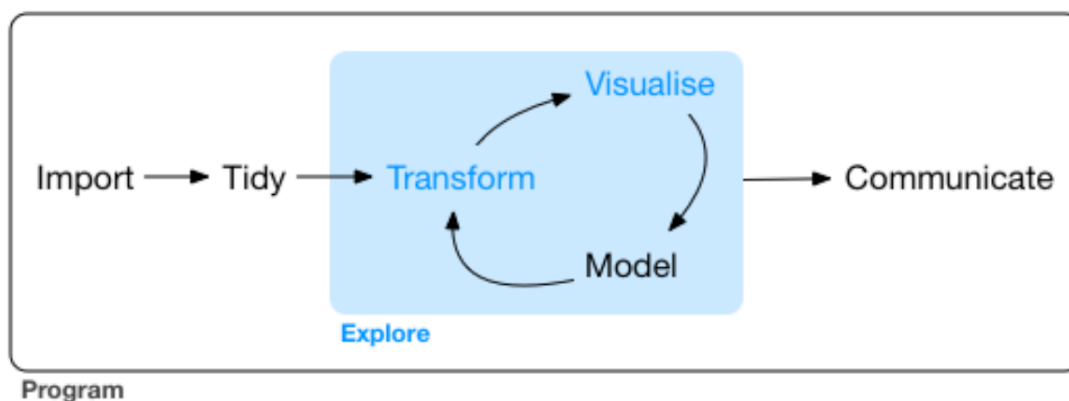 Visualise
Import
Tidy
Transform
Communicate
Model
Explore
Program